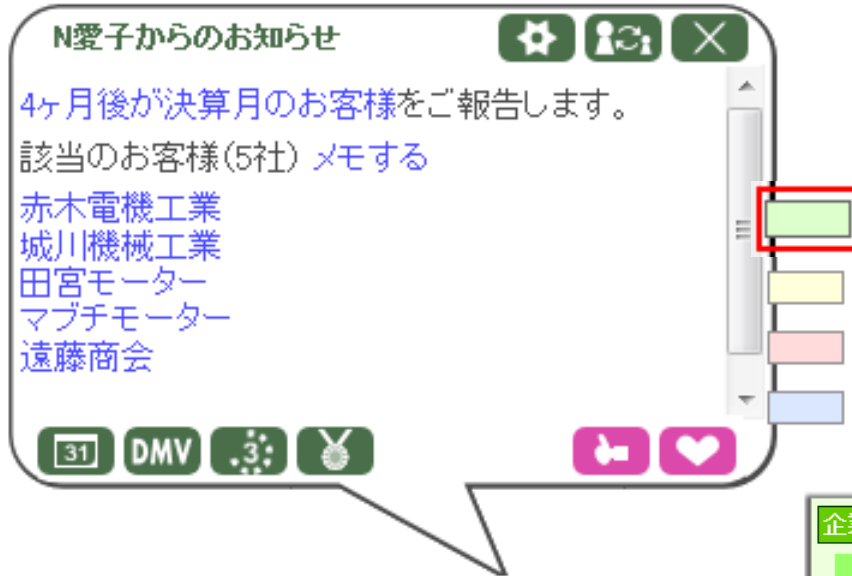 N愛子からのお知らせ
4ヶ月後が決算月のお客様をご報告します。
該当のお客様(5社) メモする
赤木電機工業
城川機械工業
田宮モーター
マブチモーター
遠藤商会
31 DMV 3